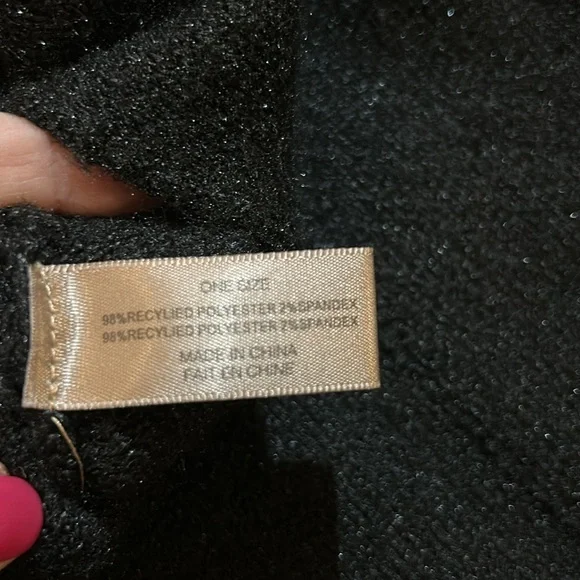 ONE SIZE
98%RECYLIED POLYESTER 2%SPANDEX
98%RECYLIED POLYESTER 2%SPANDEX
MADE IN CHINA
FAIT EN CHINE